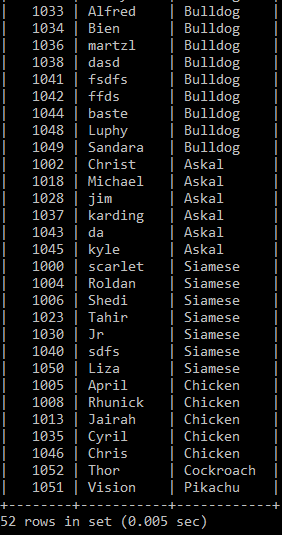 | 1033 | Alfred | Bulldog |
| 1034 | Bien | Bulldog |
| 1036 | martzl | Bulldog |
| 1038 | dasd | Bulldog |
| 1041 | fsdfs | Bulldog |
| 1042 | ffds | Bulldog |
| 1044 | baste | Bulldog |
| 1048 | Luphy | Bulldog |
| 1049 | Sandara | Bulldog |
| 1002 | Christ | Askal |
| 1018 | Michael | Askal |
| 1028 | jim | Askal |
| 1037 | karding | Askal |
| 1043 | da | Askal |
| 1045 | kyle | Askal |
| 1000 | scarlet | Siamese |
| 1004 | Roldan | Siamese |
| 1006 | Shedi | Siamese |
| 1023 | Tahir | Siamese |
| 1030 | Jr | Siamese |
| 1040 | sdfs | Siamese |
| 1050 | Liza | Siamese |
| 1005 | April | Chicken |
| 1008 | Rhunick | Chicken |
| 1013 | Jairah | Chicken |
| 1035 | Cyril | Chicken |
| 1046 | Chris | Chicken |
| 1052 | Thor | Cockroach |
| 1051 | Vision | Pikachu |
+--------+-----------+------------+
52 rows in set (0.005 sec)